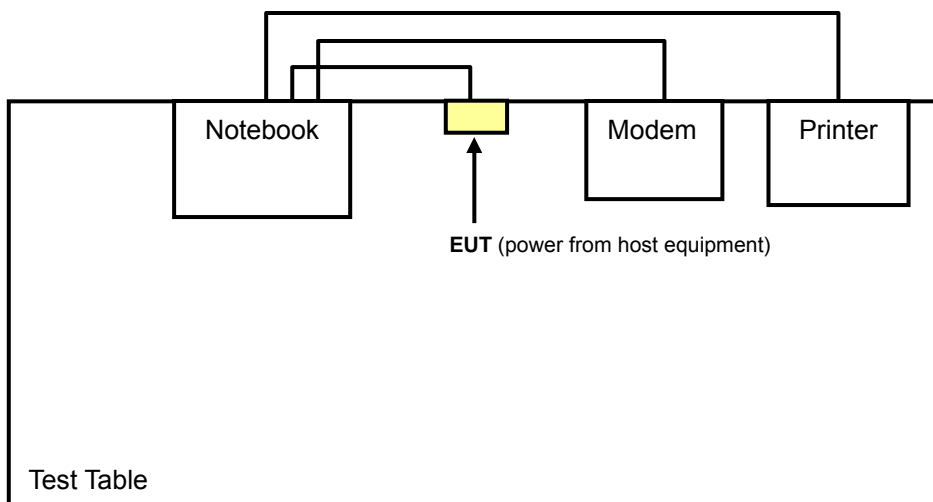 Notebook
Modem
Printer
EUT (power from host equipment)
Test Table